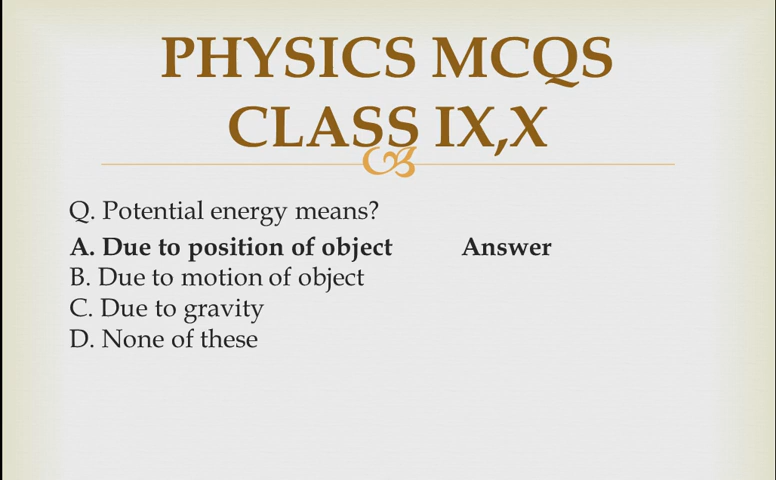 PHYSICS MCQS
CLASS IX,X
Q. Potential energy means?
A. Due to position of object Answer
B. Due to motion of object
C. Due to gravity
D. None of these